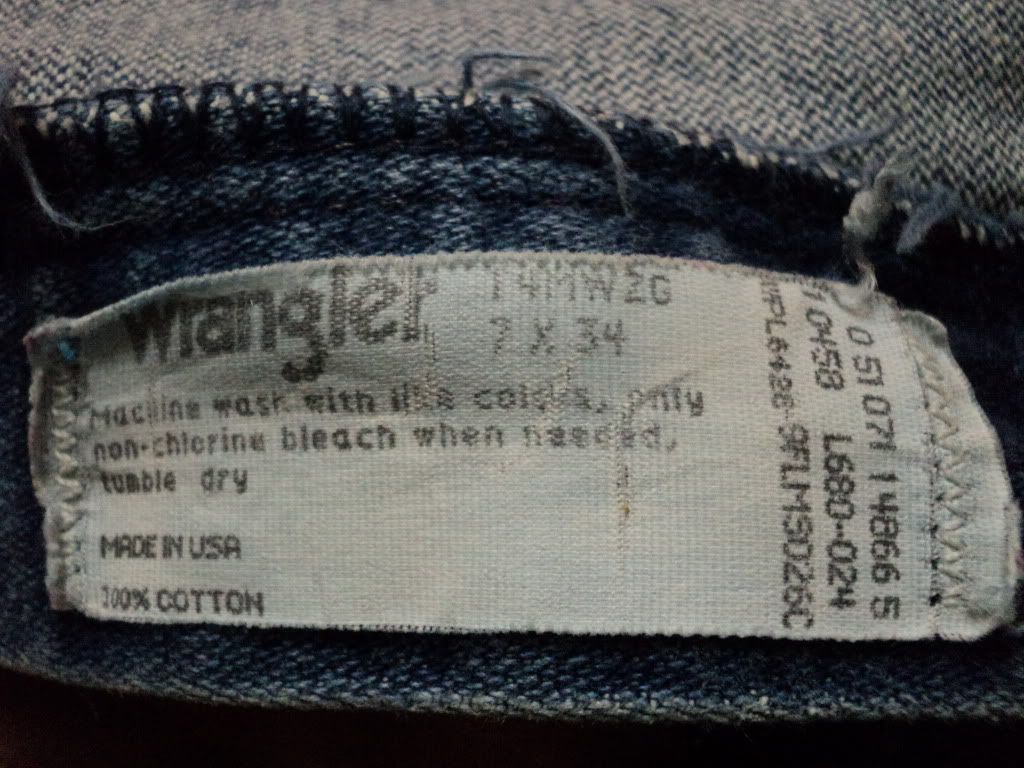 wrangler
14MWZG
7 X 34
Machine wash with like colors, only
non-chlorine bleach when needed,
tumble dry
MADE IN USA
100% COTTON
0 51071 14866 5
L680-024